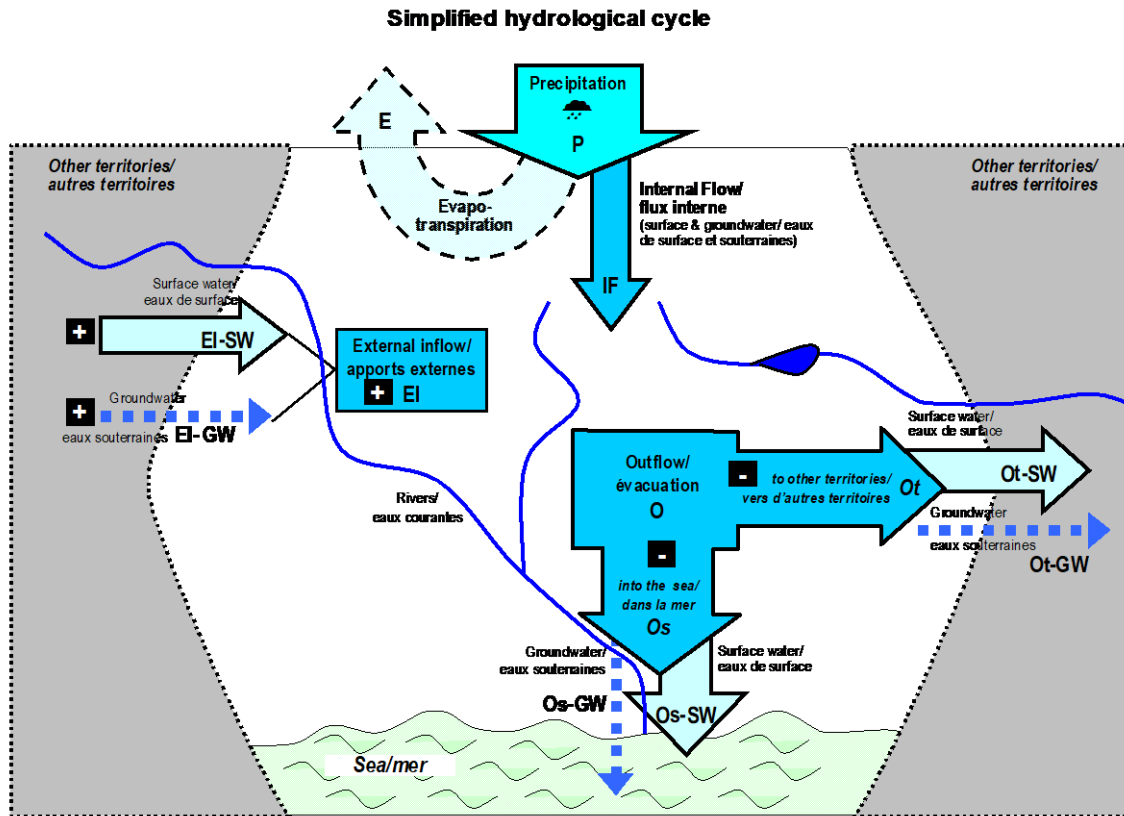 Simplified hydrological cycle
Precipitation
P
E
Evapo-
transpiration
Other territories/
autres territoires
Other territories/
autres territoires
Internal Flow/
flux interne
(surface & groundwater/ eaux
de surface et souterraines)
IF
Surface water/
eaux de surface
+
EI-SW
External inflow/
apports externes
+
EI
Groundwater
+
eaux souterraines
EI-GW
Surface water/
eaux de surface
Outflow/
évacuation
O
-
to other territories/
vers d'autres territoires
Ot
Ot-SW
Rivers/
eaux courantes
Groundwater
eaux souterraines
Ot-GW
-
into the sea/
dans la mer
Os
Groundwater/
eaux souterraines
Surface water/
eaux de surface
Os-GW
Os-SW
Sea/mer